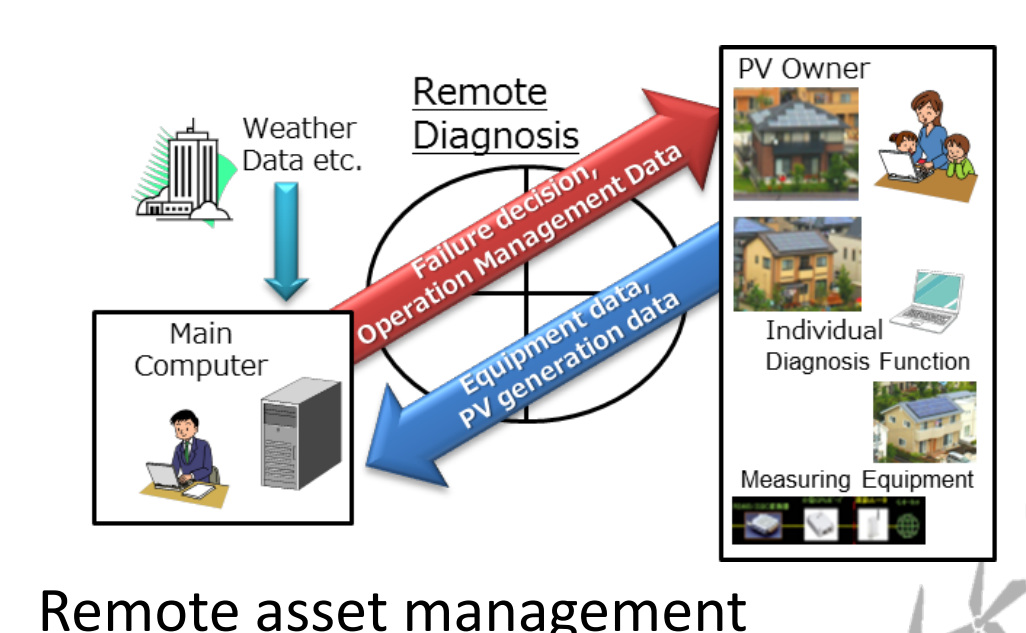 Remote
Diagnosis
Weather
Data etc.
Failure decision,
Operation Management Data
Equipment data,
PV generation data
Main
Computer
PV Owner
Individual
Diagnosis Function
Measuring Equipment
Remote asset management